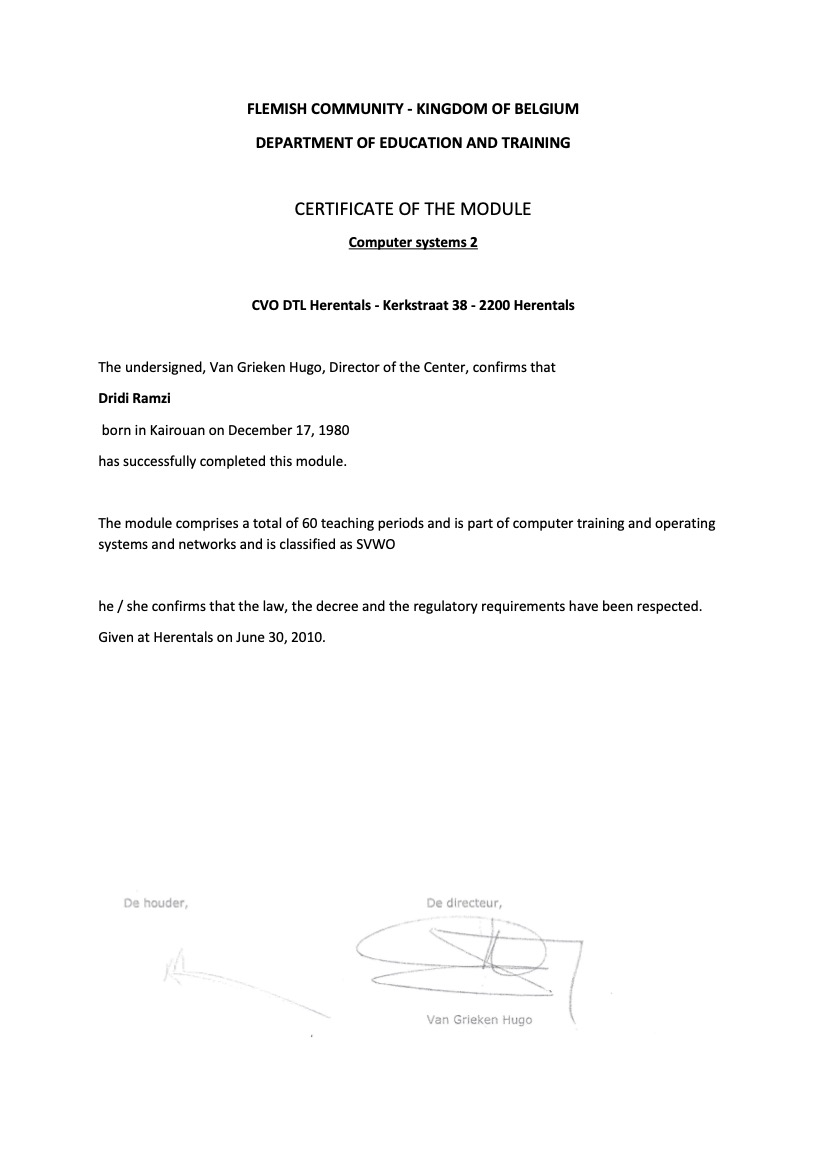 FLEMISH COMMUNITY - KINGDOM OF BELGIUM
DEPARTMENT OF EDUCATION AND TRAINING
CERTIFICATE OF THE MODULE
Computer systems 2
CVO DTL Herentals - Kerkstraat 38 - 2200 Herentals
The undersigned, Van Grieken Hugo, Director of the Center, confirms that
Dridi Ramzi
born in Kairouan on December 17, 1980
has successfully completed this module.
The module comprises a total of 60 teaching periods and is part of computer training and operating
systems and networks and is classified as SVWO
he / she confirms that the law, the decree and the regulatory requirements have been respected.
Given at Herentals on June 30, 2010.
De houder, De directeur,
Van Grieken Hugo